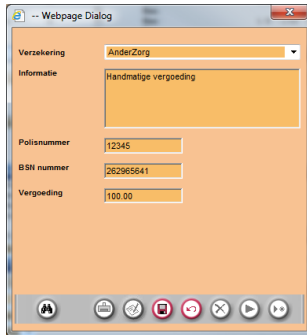 -- Webpage Dialog
Verzekering AnderZorg
Informatie Handmatige vergoeding
Polisnummer 12345
BSN nummer 262965641
Vergoeding 100.00